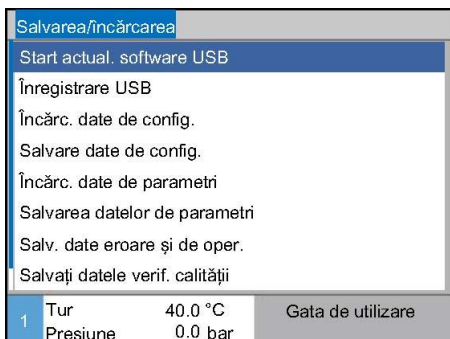 Salvarea/încărcarea
Start actual. software USB
Înregistrare USB
Încărc. date de config.
Salvare date de config.
Încărc. date de parametri
Salvarea datelor de parametri
Salv. date eroare și de oper.
Salvați datele verif. calității
1 Tur 40.0 °C Gata de utilizare
Presiune 0.0 bar